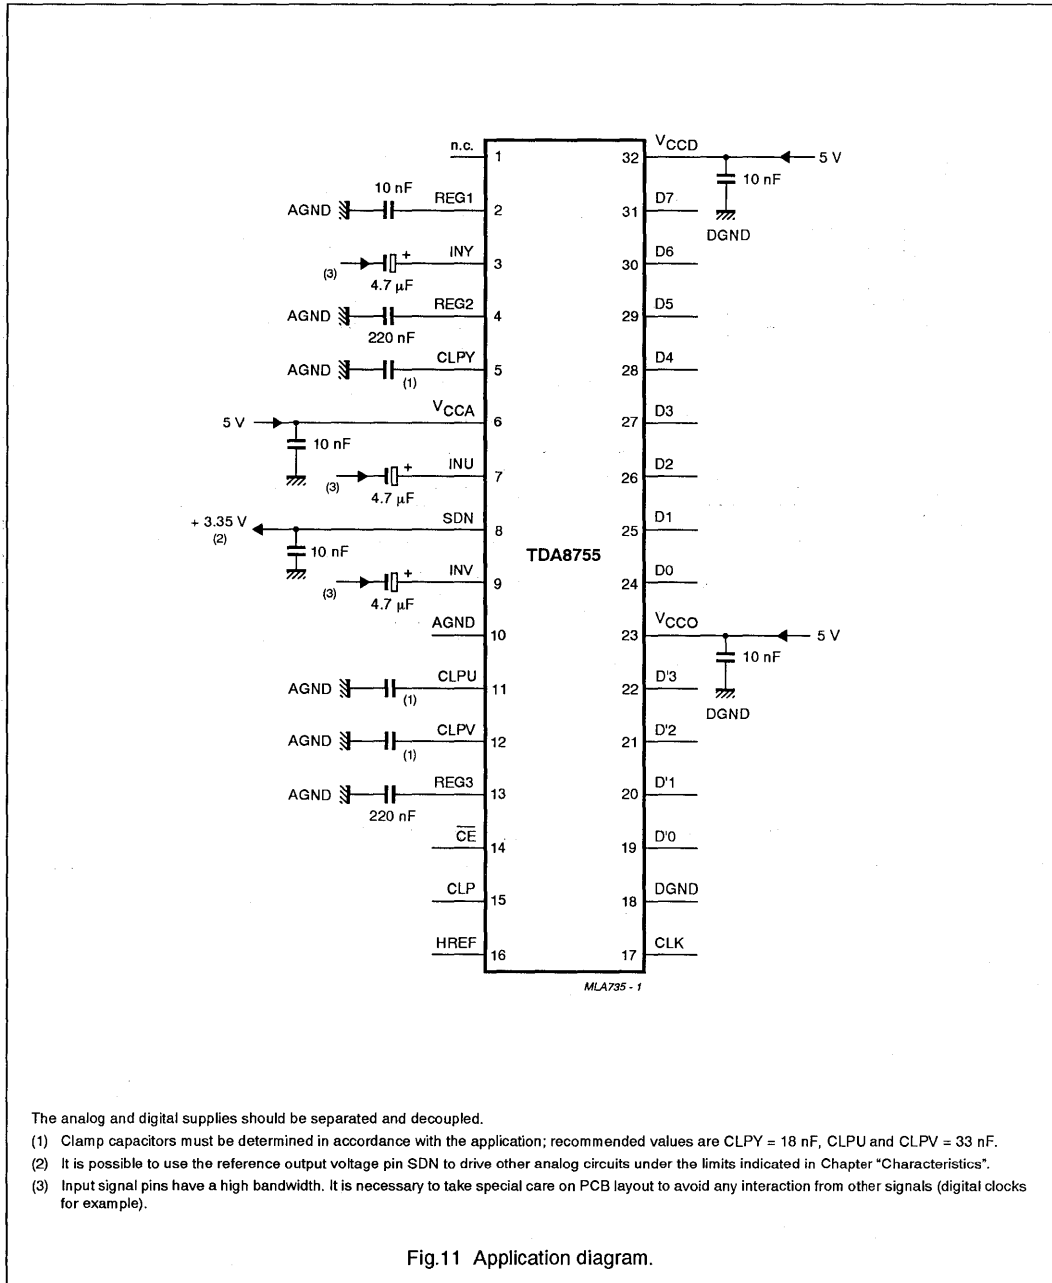 n.c. 1 32 VCCD 5 V
10 nF 10 nF
AGND REG1 2 31 D7
DGND
INY 3 30 D6
(3) +
4.7 µF
AGND REG2 4 29 D5
220 nF
AGND CLPY 5 28 D4
(1)
5 V VCCA 6 27 D3
10 nF
INU 7 26 D2
(3) +
4.7 µF
+ 3.35 V SDN 8 25 D1
(2)
10 nF
TDA8755
INV 9 24 D0
(3) +
4.7 µF
AGND 10 23 VCCO 5 V
10 nF
AGND CLPU 11 22 D'3
(1)
DGND
AGND CLPV 12 21 D'2
(1)
AGND REG3 13 20 D'1
220 nF
CE 14 19 D'0
CLP 15 18 DGND
HREF 16 17 CLK
MLA735 - 1
The analog and digital supplies should be separated and decoupled.
(1) Clamp capacitors must be determined in accordance with the application; recommended values are CLPY = 18 nF, CLPU and CLPV = 33 nF.
(2) It is possible to use the reference output voltage pin SDN to drive other analog circuits under the limits indicated in Chapter "Characteristics".
(3) Input signal pins have a high bandwidth. It is necessary to take special care on PCB layout to avoid any interaction from other signals (digital clocks
for example).
Fig.11 Application diagram.